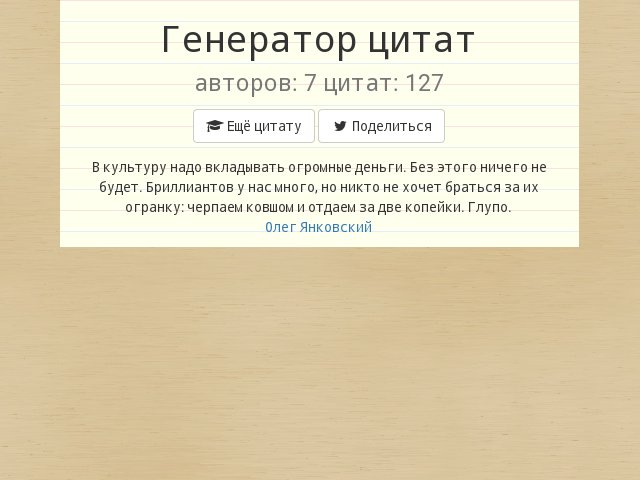 Генератор цитат
авторов: 7 цитат: 127
Ещё цитату
Поделиться
В культуру надо вкладывать огромные деньги. Без этого ничего не
будет. Бриллиантов у нас много, но никто не хочет браться за их
огранку: черпаем ковшом и отдаем за две копейки. Глупо.
Олег Янковский